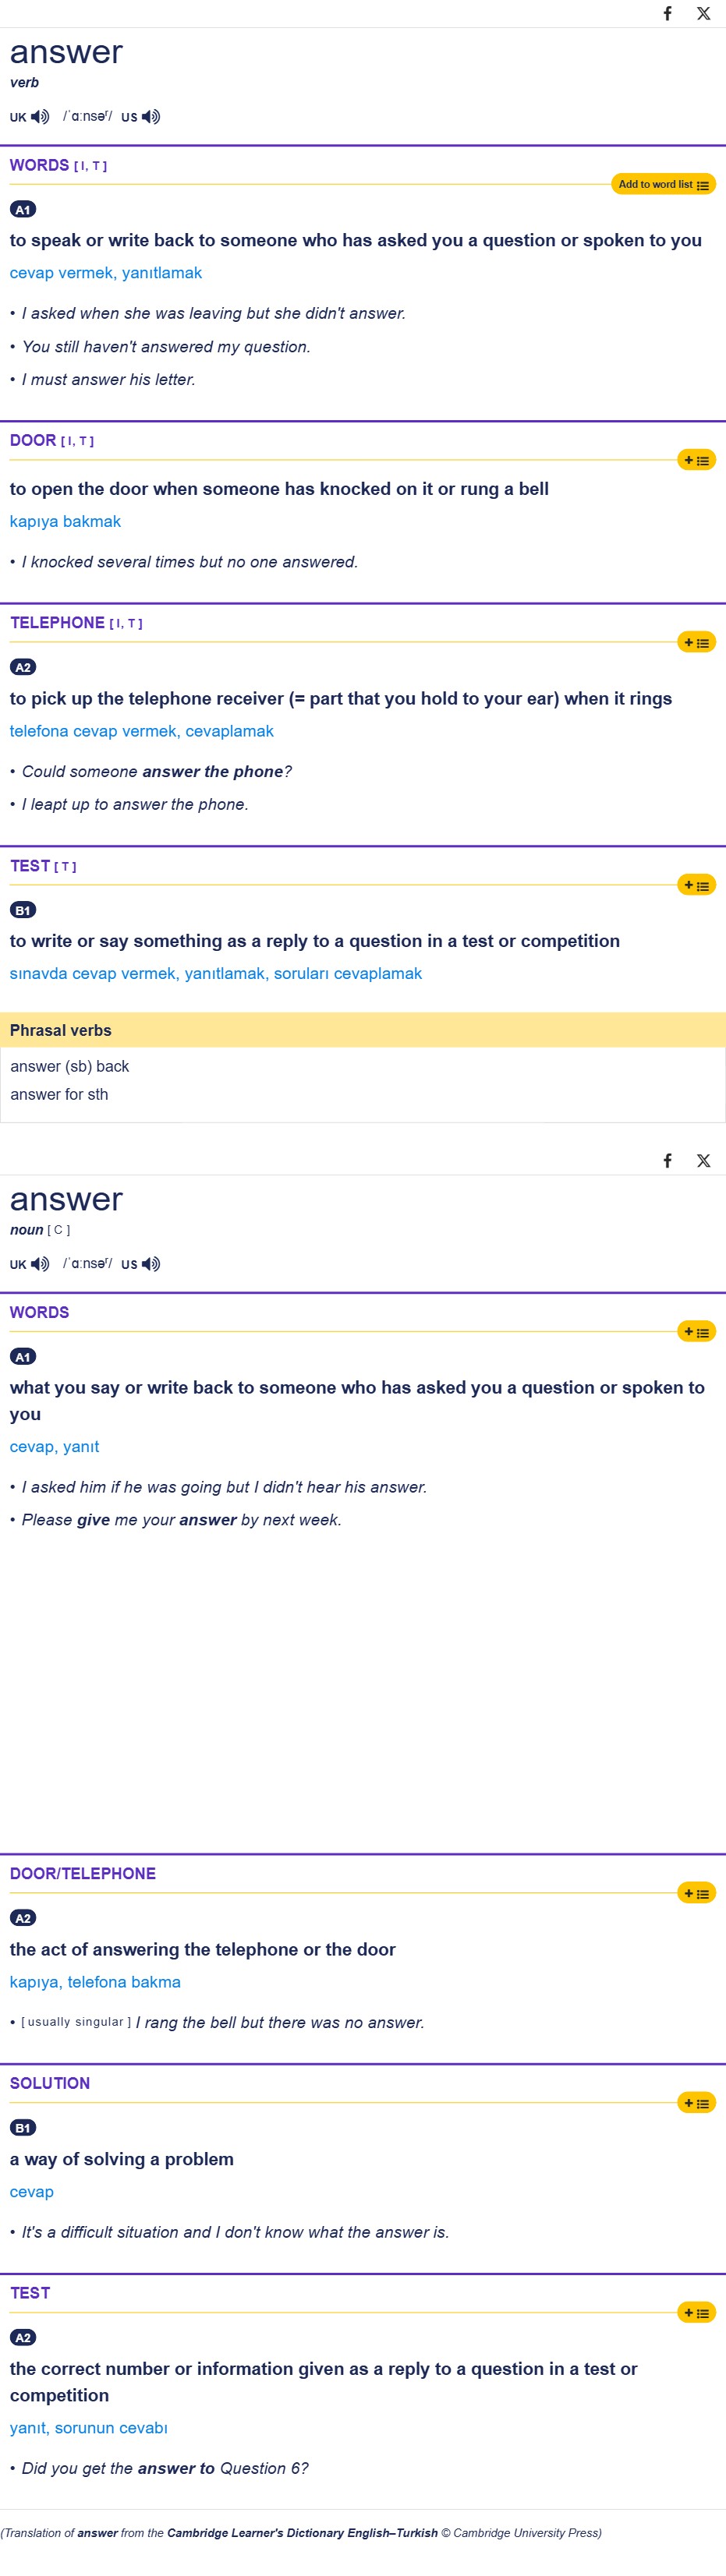 answer
verb
UK /ˈɑːnsəʳ/ US
WORDS [ I, T ]
Add to word list
A1
to speak or write back to someone who has asked you a question or spoken to you
cevap vermek, yanıtlamak
• I asked when she was leaving but she didn't answer.
• You still haven't answered my question.
• I must answer his letter.
DOOR [ I, T ]
to open the door when someone has knocked on it or rung a bell
kapıya bakmak
• I knocked several times but no one answered.
TELEPHONE [ I, T ]
A2
to pick up the telephone receiver (= part that you hold to your ear) when it rings
telefona cevap vermek, cevaplamak
• Could someone answer the phone?
• I leapt up to answer the phone.
TEST [ T ]
B1
to write or say something as a reply to a question in a test or competition
sınavda cevap vermek, yanıtlamak, soruları cevaplamak
Phrasal verbs
answer (sb) back
answer for sth
answer
noun [ C ]
UK /ˈɑːnsəʳ/ US
WORDS
A1
what you say or write back to someone who has asked you a question or spoken to
you
cevap, yanıt
• I asked him if he was going but I didn't hear his answer.
• Please give me your answer by next week.
DOOR/TELEPHONE
A2
the act of answering the telephone or the door
kapıya, telefona bakma
• [ usually singular ] I rang the bell but there was no answer.
SOLUTION
B1
a way of solving a problem
cevap
• It's a difficult situation and I don't know what the answer is.
TEST
A2
the correct number or information given as a reply to a question in a test or
competition
yanıt, sorunun cevabı
• Did you get the answer to Question 6?
(Translation of answer from the Cambridge Learner's Dictionary English–Turkish © Cambridge University Press)